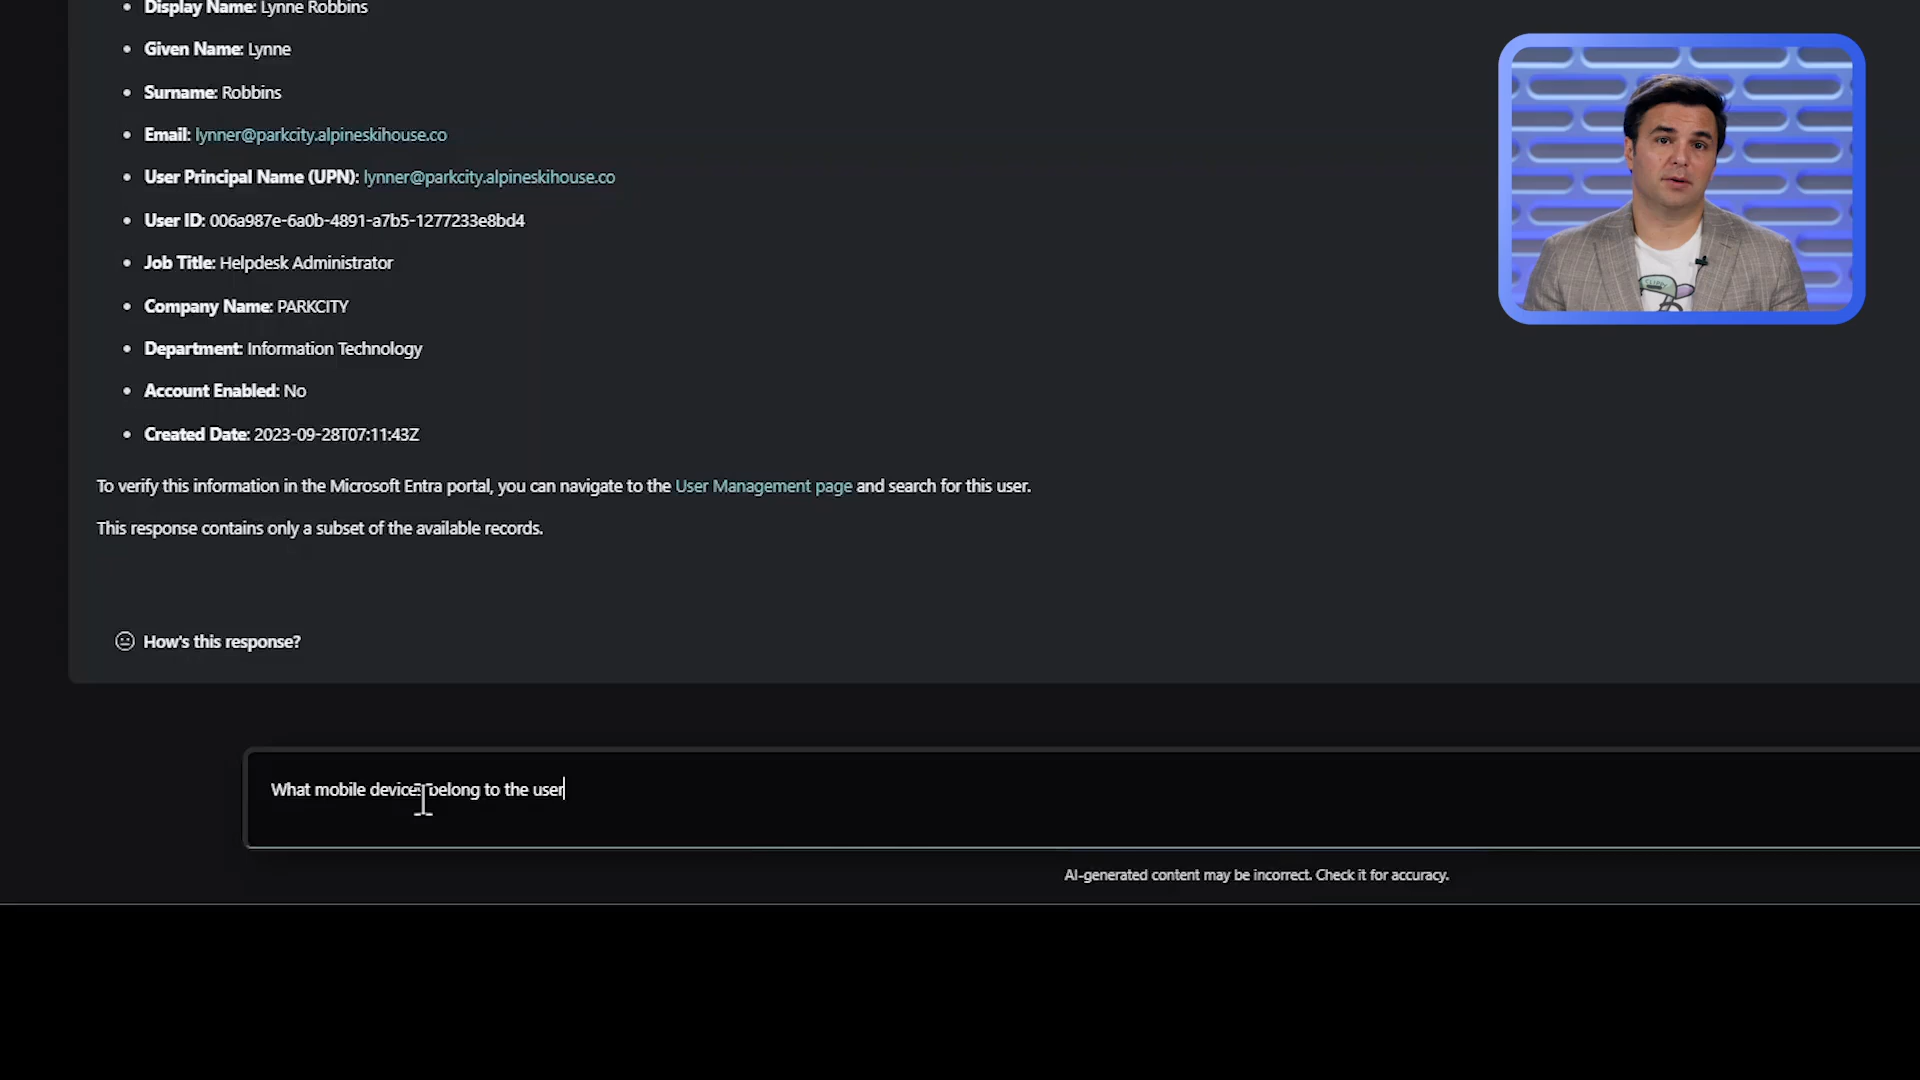 Display Name: Lynne Robbins
Given Name: Lynne
Surname: Robbins
Email: lynner@parkcity.alpineskihouse.co
User Principal Name (UPN): lynner@parkcity.alpineskihouse.co
User ID: 006a987e-6a0b-4891-a7b5-1277233e8bd4
Job Title: Helpdesk Administrator
Company Name: PARKCITY
Department: Information Technology
Account Enabled: No
Created Date: 2023-09-28T07:11:43Z
To verify this information in the Microsoft Entra portal, you can navigate to the User Management page and search for this user.
This response contains only a subset of the available records.
How's this response?
What mobile devices belong to the user
AI-generated content may be incorrect. Check it for accuracy.